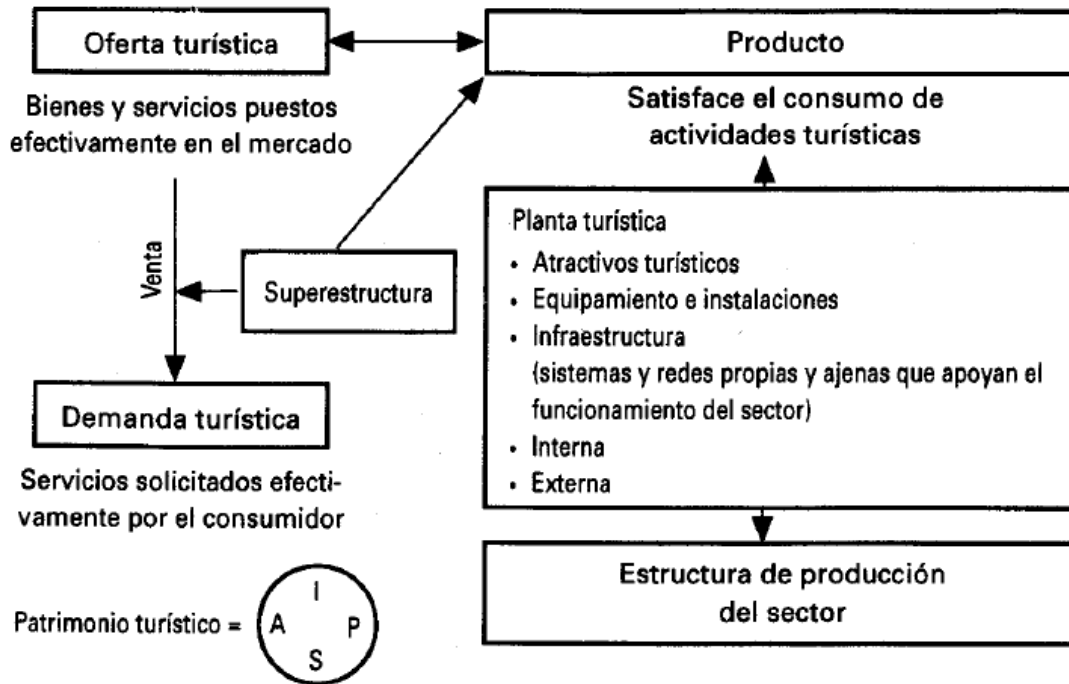 Oferta turística
Producto
Bienes y servicios puestos
efectivamente en el mercado
Satisface el consumo de
actividades turísticas
Venta
Superestructura
Planta turística
• Atractivos turísticos
• Equipamiento e instalaciones
• Infraestructura
(sistemas y redes propias y ajenas que apoyan el
funcionamiento del sector)
• Interna
• Externa
Demanda turística
Servicios solicitados efecti-
vamente por el consumidor
Estructura de producción
del sector
Patrimonio turístico =
I
A P
S